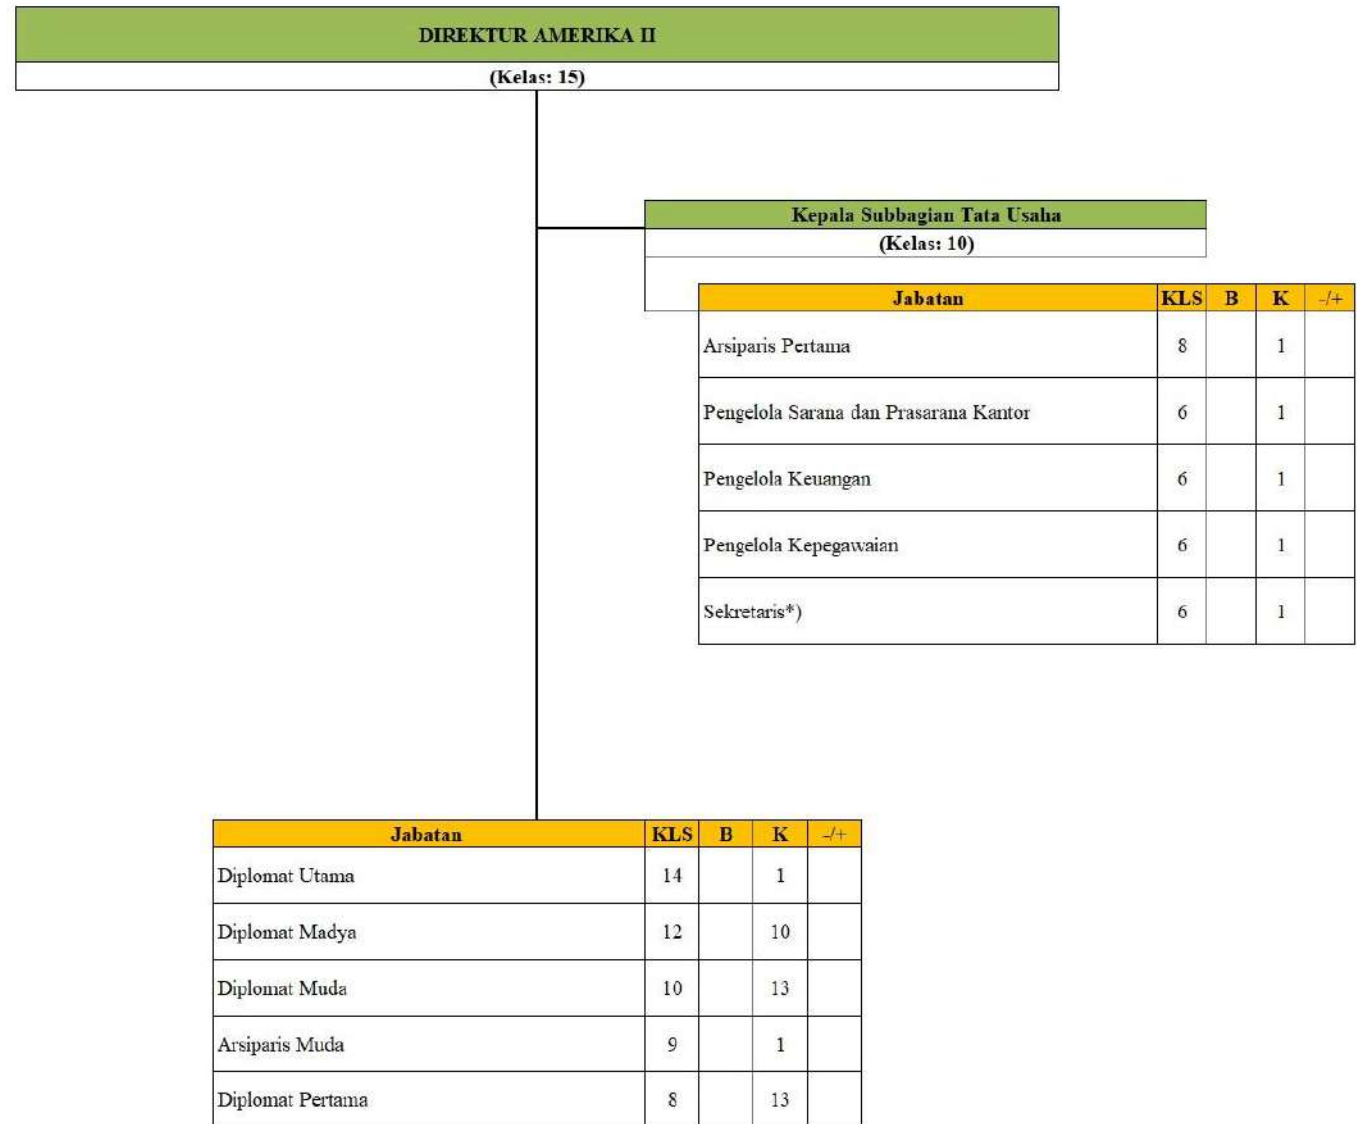 DIREKTUR AMERIKA II
(Kelas: 15)
Kepala Subbagian Tata Usaha
(Kelas: 10)
Jabatan KLS B K -/+
Arsiparis Pertama 8 1
Pengelola Sarana dan Prasarana Kantor 6 1
Pengelola Keuangan 6 1
Pengelola Kepegawaian 6 1
Sekretaris*) 6 1
Jabatan KLS B K -/+
Diplomat Utama 14 1
Diplomat Madya 12 10
Diplomat Muda 10 13
Arsiparis Muda 9 1
Diplomat Pertama 8 13